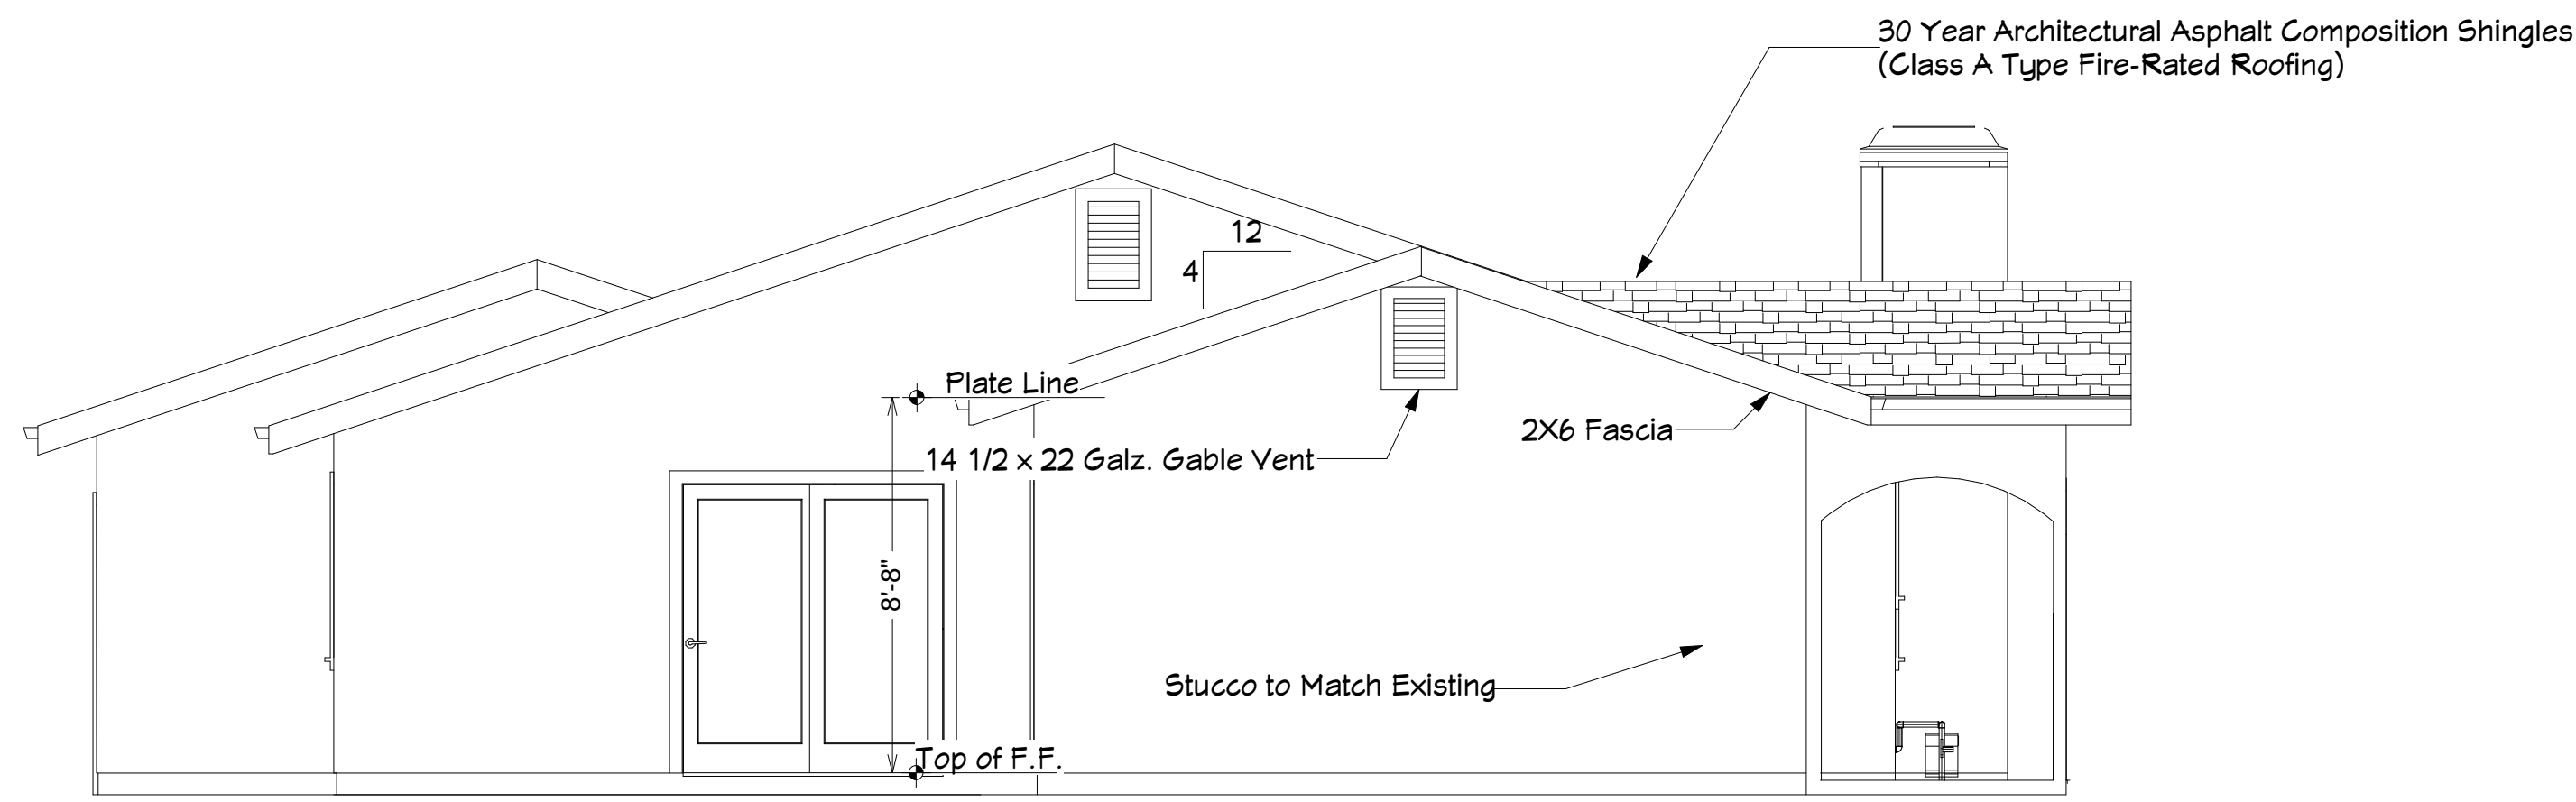 30 Year Architectural Asphalt Composition Shingles
(Class A Type Fire-Rated Roofing)
12
4
Plate Line
2X6 Fascia
14 1/2 x 22 Galz. Gable Vent
8'-8"
Stucco to Match Existing
Top of F.F.